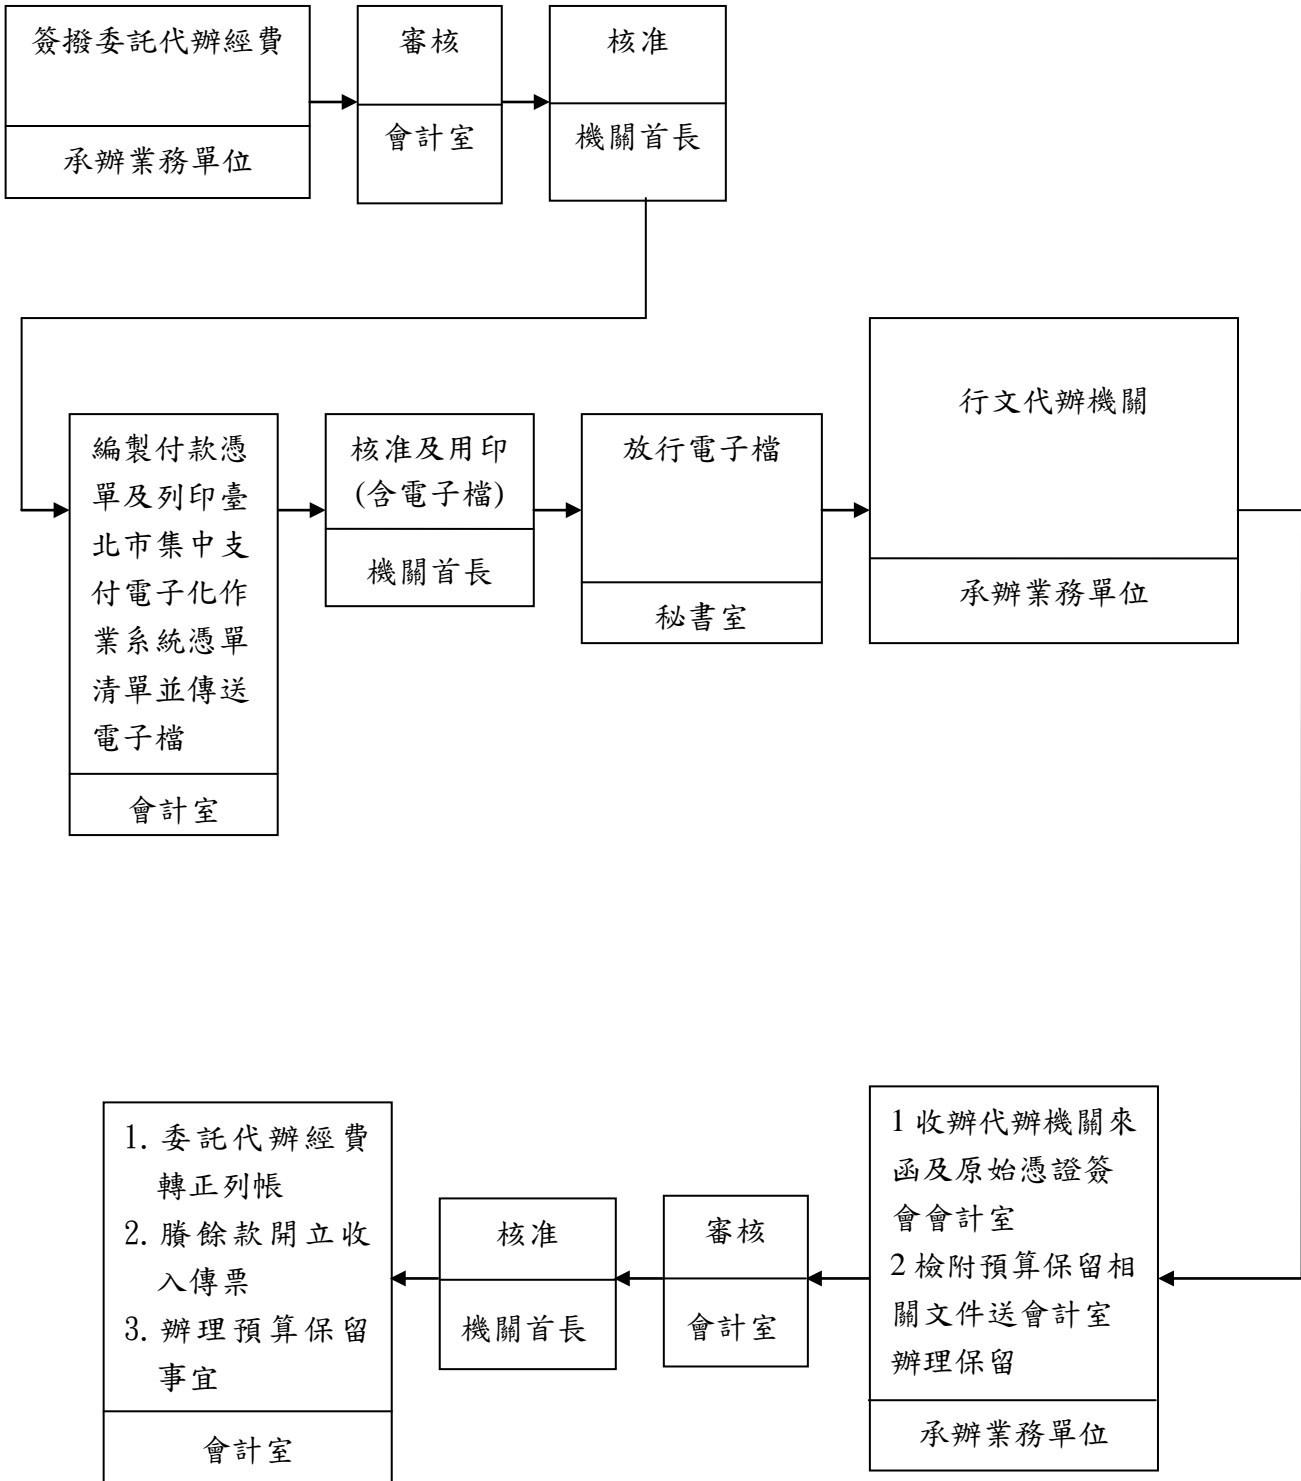 簽撥委託代辦經費
承辦業務單位
審核
會計室
核准
機關首長
編製付款憑
單及列印臺
北市集中支
付電子化作
業系統憑單
清單並傳送
電子檔
會計室
核准及用印
(含電子檔)
機關首長
放行電子檔
秘書室
行文代辦機關
承辦業務單位
1 收辦代辦機關來
函及原始憑證簽
會會計室
2 檢附預算保留相
關文件送會計室
辦理保留
承辦業務單位
審核
會計室
核准
機關首長
1. 委託代辦經費
轉正列帳
2. 賸餘款開立收
入傳票
3. 辦理預算保留
事宜
會計室